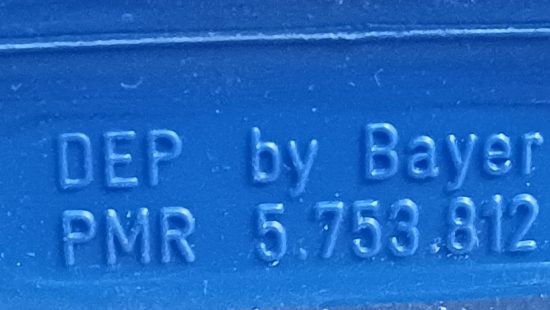 DEP by Bayer
PMR 5.753.812